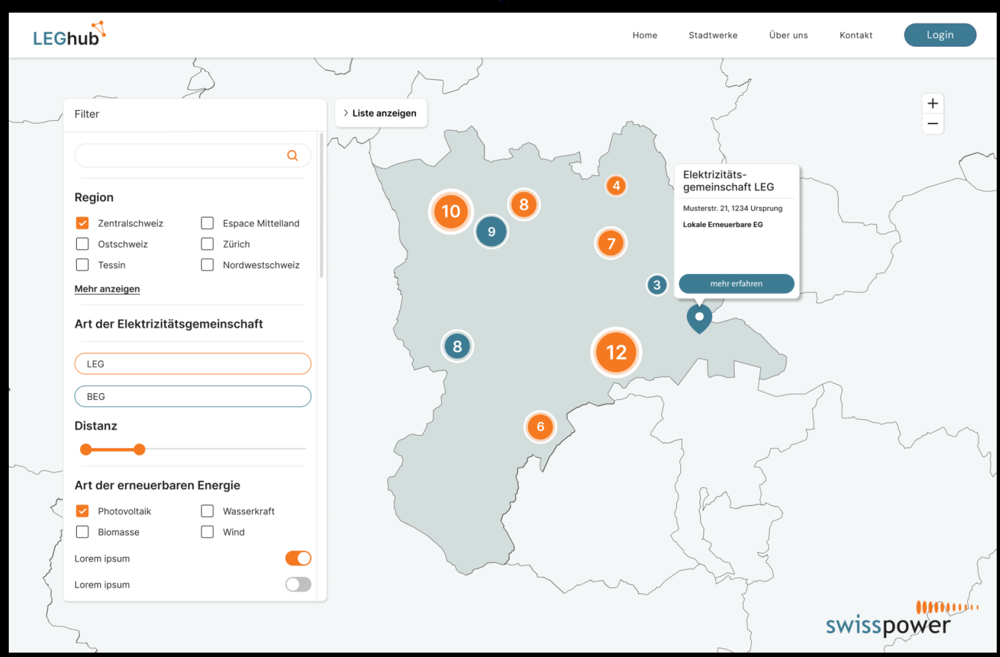 LEGhub
Home
Stadtwerke
Über uns
Kontakt
Login
Filter
Liste anzeigen
Region
Zentralschweiz
Espace Mittelland
Ostschweiz
Zürich
Tessin
Nordwestschweiz
Mehr anzeigen
Art der Elektrizitätsgemeinschaft
LEG
BEG
Distanz
Art der erneuerbaren Energie
Photovoltaik
Wasserkraft
Biomasse
Wind
Lorem ipsum
Lorem ipsum
10
9
8
4
7
3
8
12
6
Elektrizitäts-
gemeinschaft LEG
Musterstr. 21, 1234 Ursprung
Lokale Erneuerbare EG
mehr erfahren
+
−
swisspower